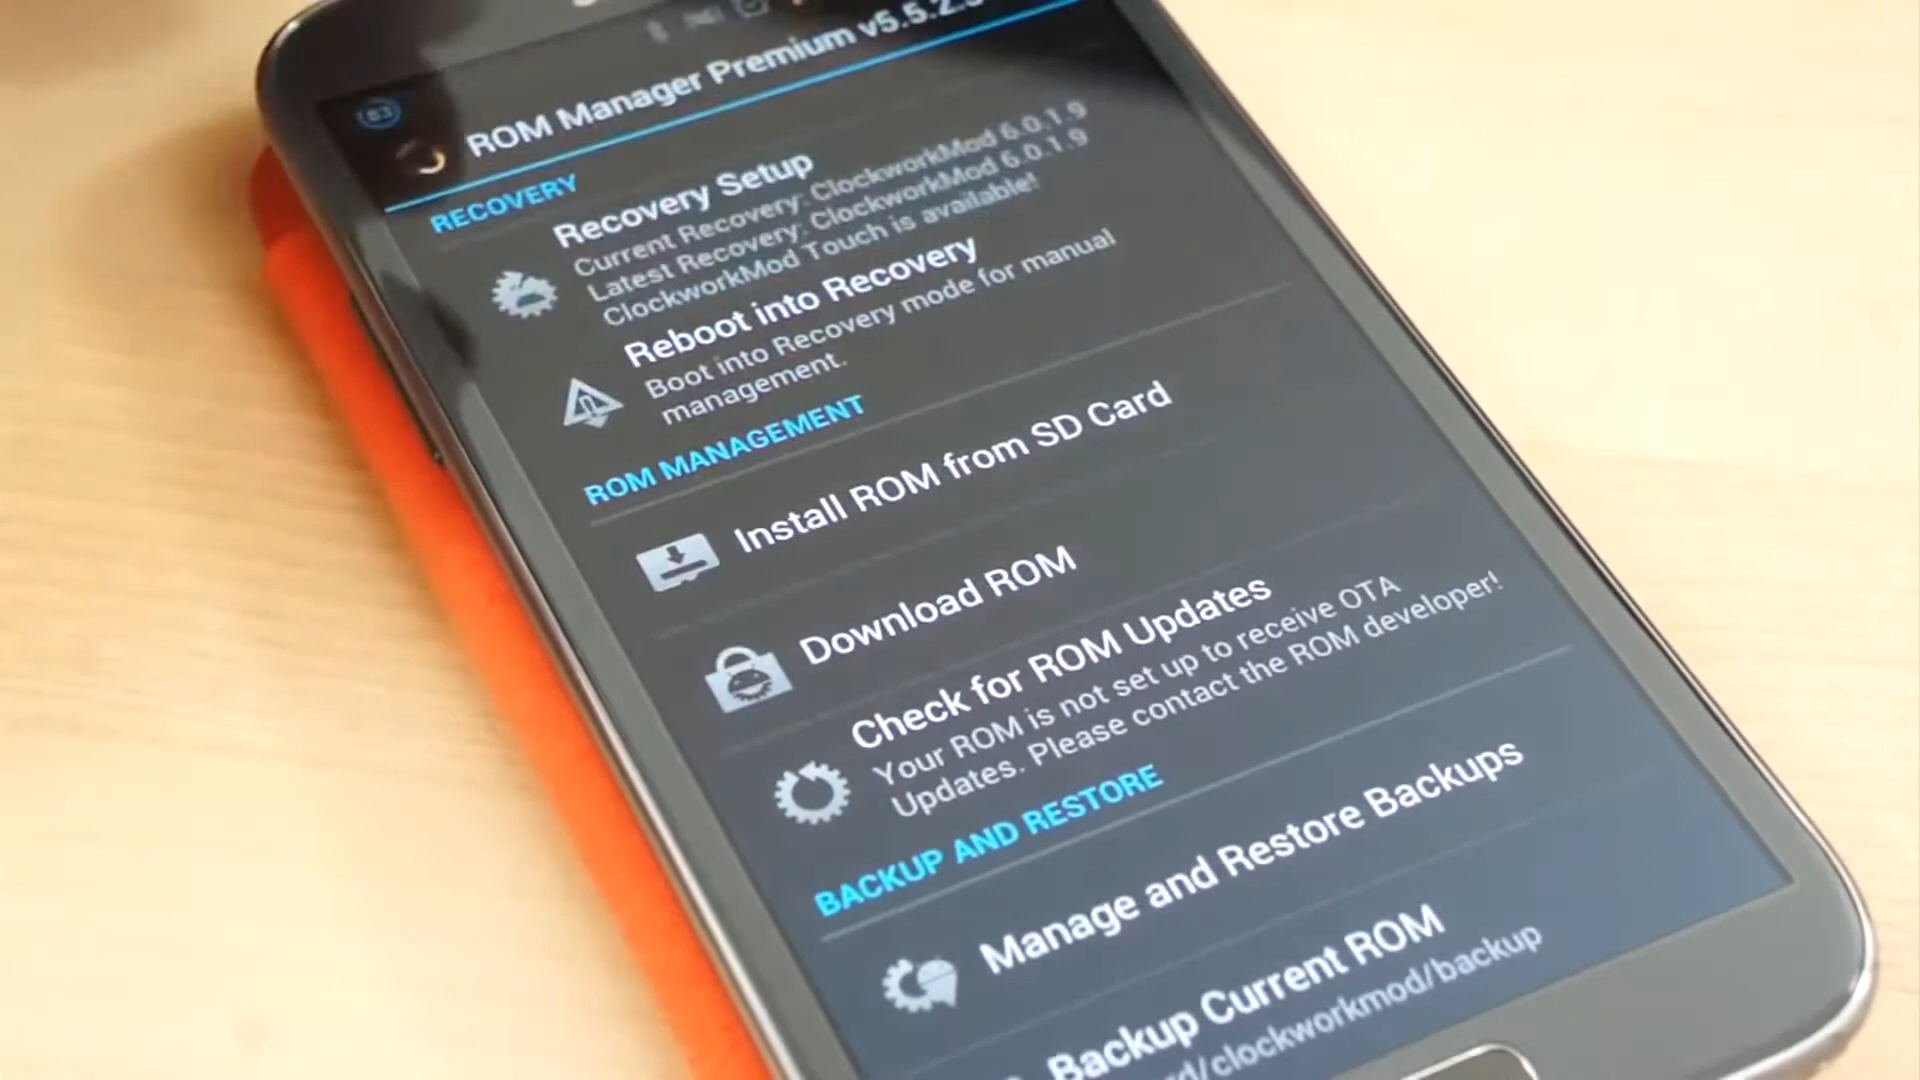 ROM Manager Premium v5.5.2.3
RECOVERY
Recovery Setup
Current Recovery: ClockworkMod 6.0.1.9
Latest Recovery: ClockworkMod 6.0.1.9
ClockworkMod Touch is available!
Reboot into Recovery
Boot into Recovery mode for manual
management.
ROM MANAGEMENT
Install ROM from SD Card
Download ROM
Check for ROM Updates
Your ROM is not set up to receive OTA
Updates. Please contact the ROM developer!
BACKUP AND RESTORE
Manage and Restore Backups
Backup Current ROM
rd/clockworkmod/backup